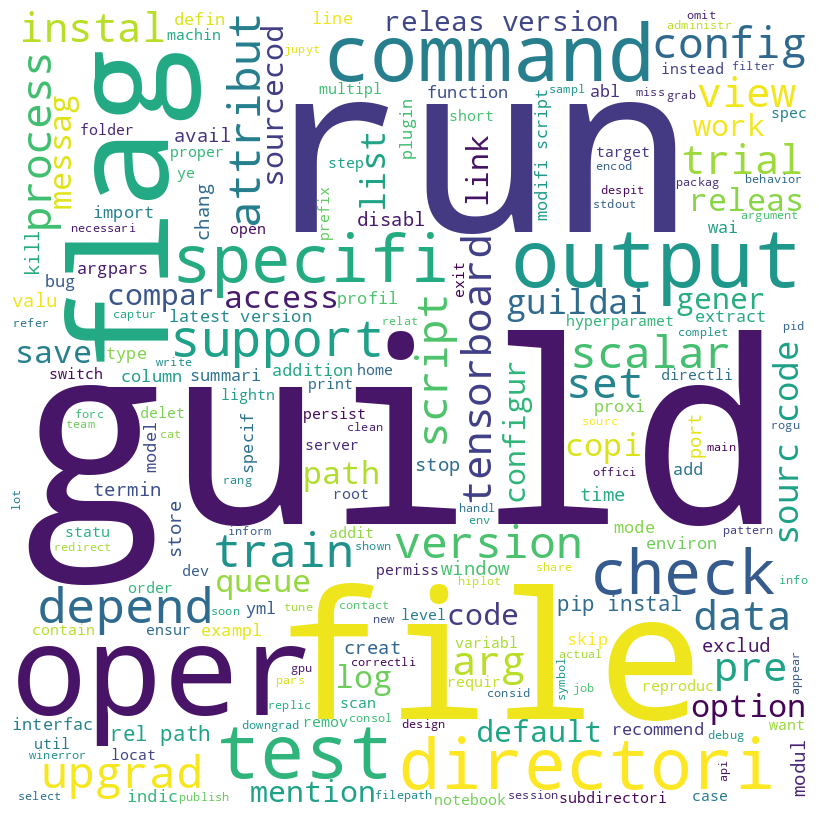 instal
defin
machin
line
releas version
omit
administr
jupyt
command
config
process
messag
flag
attribut
sourcecod
multipl
function
instead
filter
abl
miss
grab
sampl
view
spec
folder
avail
proper
ye
list
plugin
short
step
prefix
link
run
modifi script
target
encod
despit
stdout
work
trial
packag
behavior
argument
releas
wai
import
necessari
chang
open
disabl
kill
argpars
bug
valu
refer
specifi
output
exit
compar
access
profil
captur
latest version
relat
write
support
script
tensorboard
guildai
gener
extract
hyperparamet
complet
pid
save
type
switch
column
summari
addition
home
print
configur
scalar
set
directli
proxi
sourc code
forc
team
delet
cat
lightn
persist
clean
guild
copi
sourc
port
main
rogu
model
specif
rang
server
stop
offici
add
lot
termin
path
root
handl
env
time
statu
redirect
store
inform
shown
addit
version
mode
environ
pattern
dev
train
permiss
window
hiplot
share
check
info
order
soon
tune
queue
contact
new
level
code
pip instal
data
contain
ensur
yml
exampl
depend
file
creat
correctli
variabl
skip
actual
exclud
appear
gpu
pars
log
arg
requir
consid
symbol
job
reproduc
pre
oper
replic
scan
option
interfac
rel path
downgrad
remov
consol
design
default
recommend
debug
want
util
winerror
locat
test
directori
api
modul
upgrad
select
indic
publish
mention
filepath
notebook
session
subdirectori
case